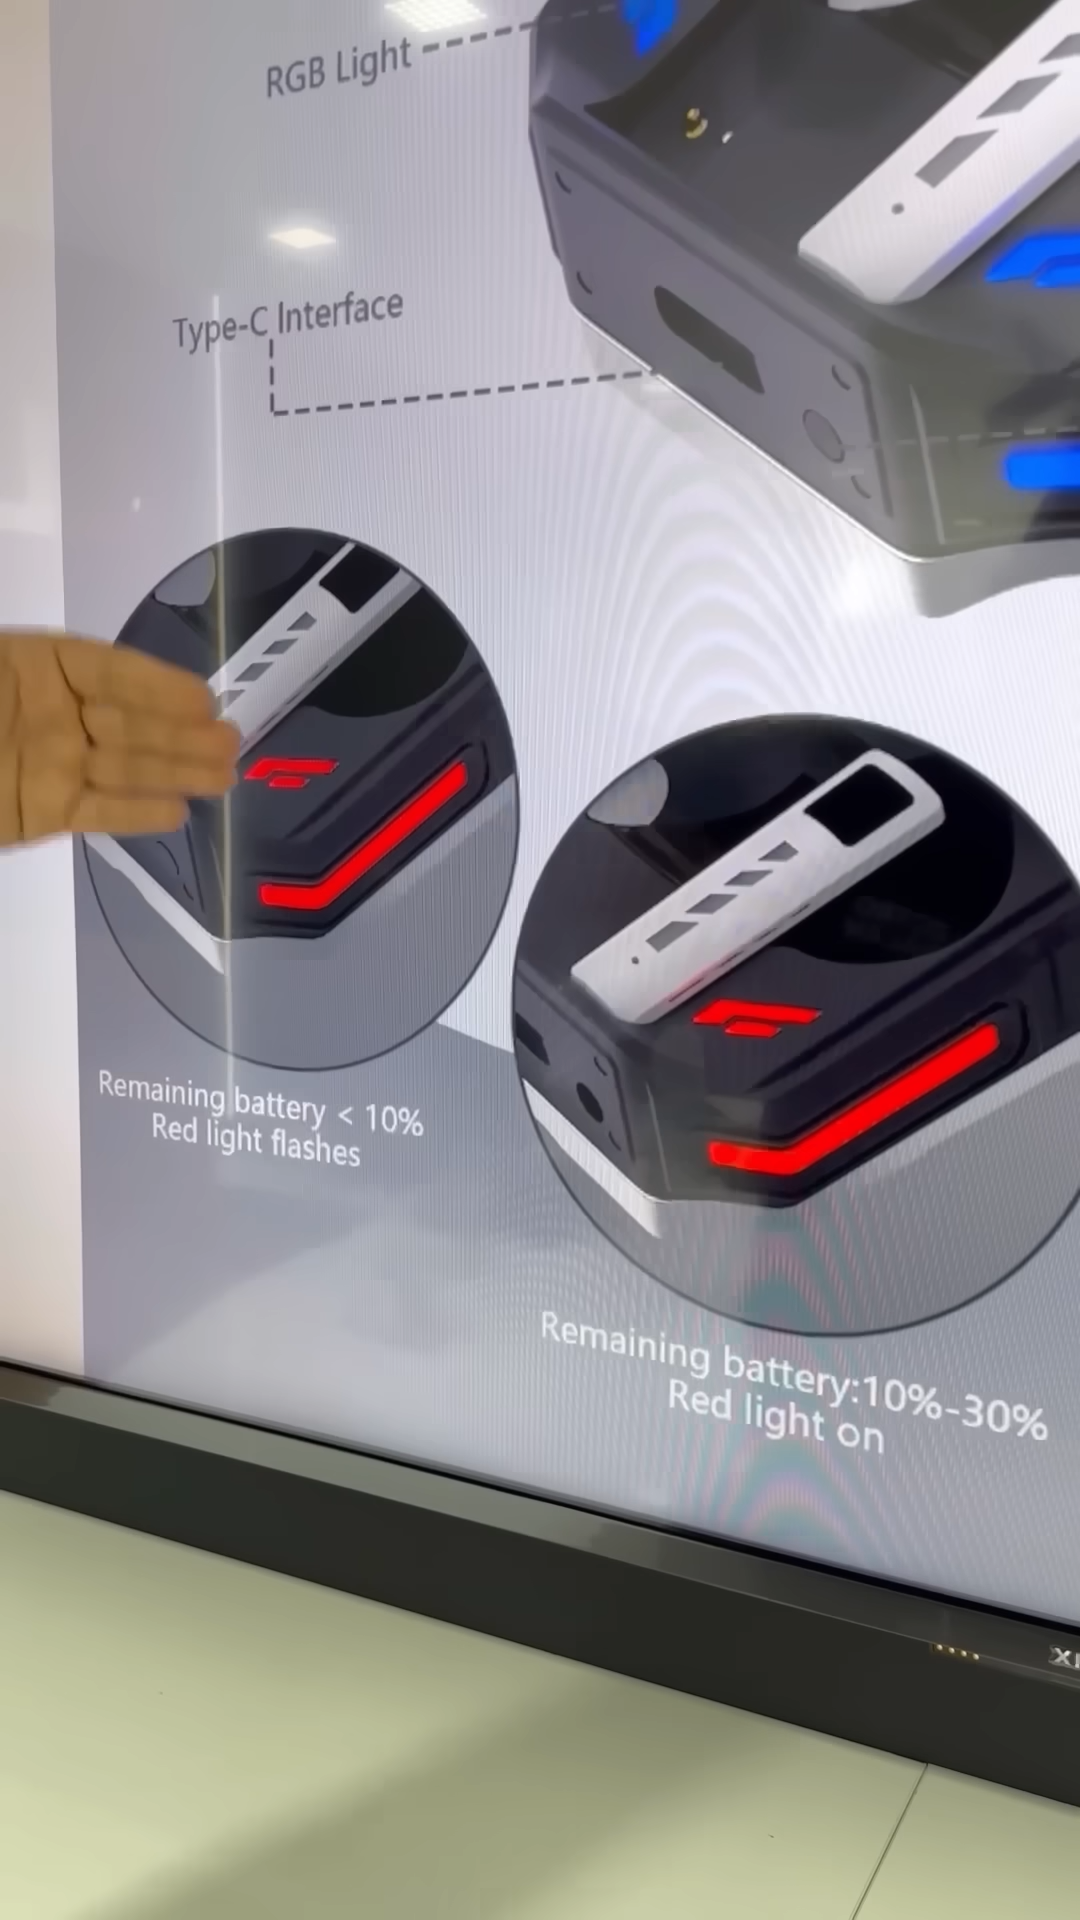 RGB Light
Type-C Interface
Remaining battery < 10%
Red light flashes
Remaining battery:10%-30%
Red light on